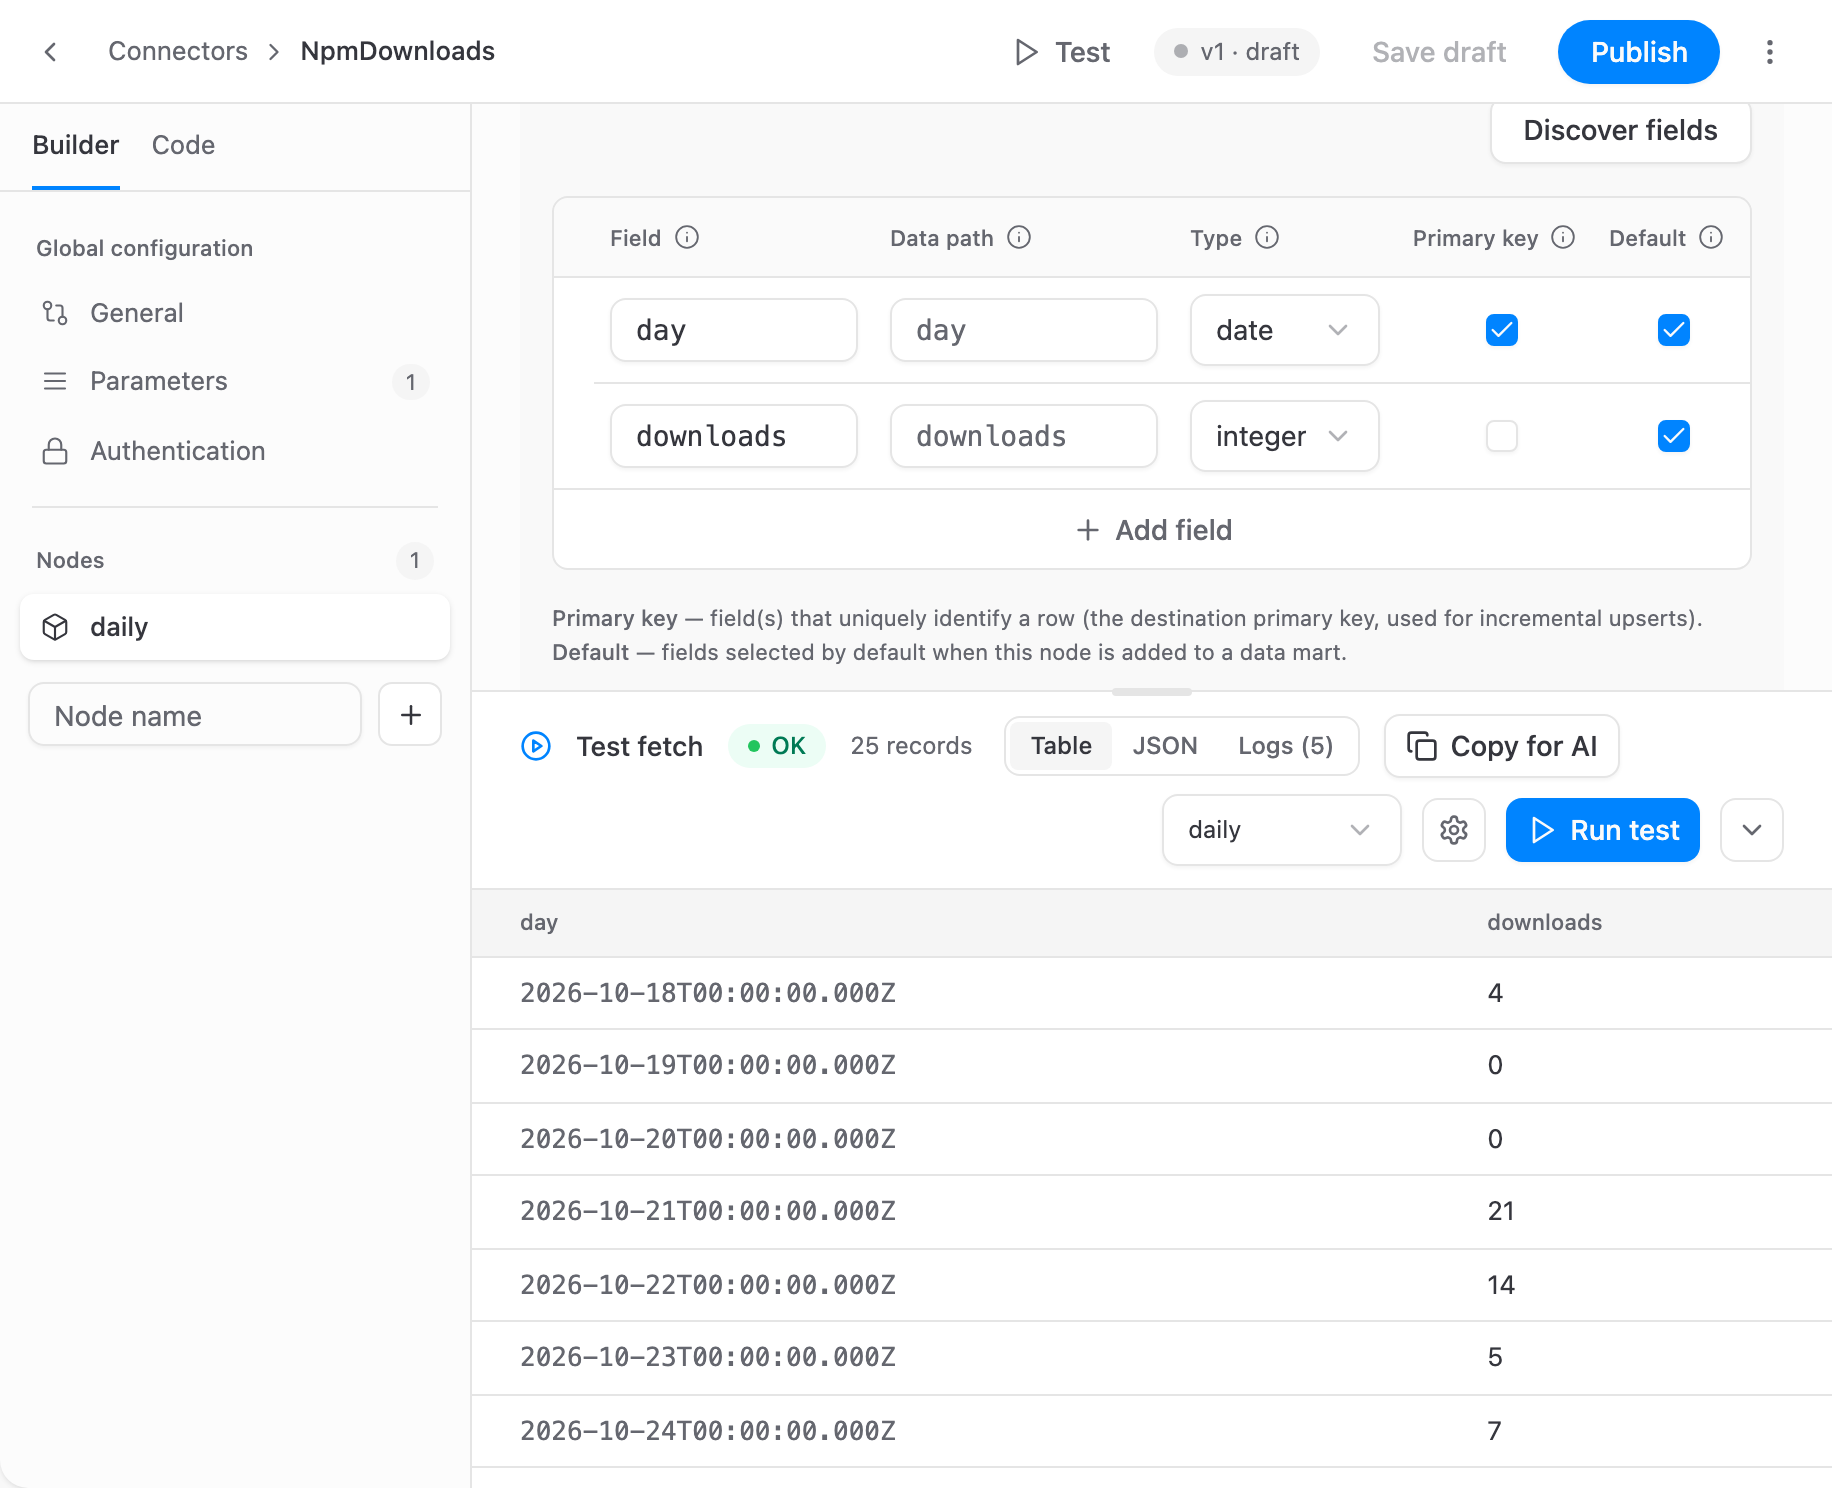 Connectors > NpmDownloads
Test
v1 · draft
Save draft
Publish
Builder
Code
Global configuration
General
Parameters
1
Authentication
Nodes
1
daily
Node name
Discover fields
Field
Data path
Type
Primary key
Default
day
day
date
downloads
downloads
integer
Add field
Primary key — field(s) that uniquely identify a row (the destination primary key, used for incremental upserts).
Default — fields selected by default when this node is added to a data mart.
Test fetch
OK
25 records
Table
JSON
Logs (5)
Copy for AI
daily
Run test
day
downloads
2026-10-18T00:00:00.000Z
4
2026-10-19T00:00:00.000Z
0
2026-10-20T00:00:00.000Z
0
2026-10-21T00:00:00.000Z
21
2026-10-22T00:00:00.000Z
14
2026-10-23T00:00:00.000Z
5
2026-10-24T00:00:00.000Z
7